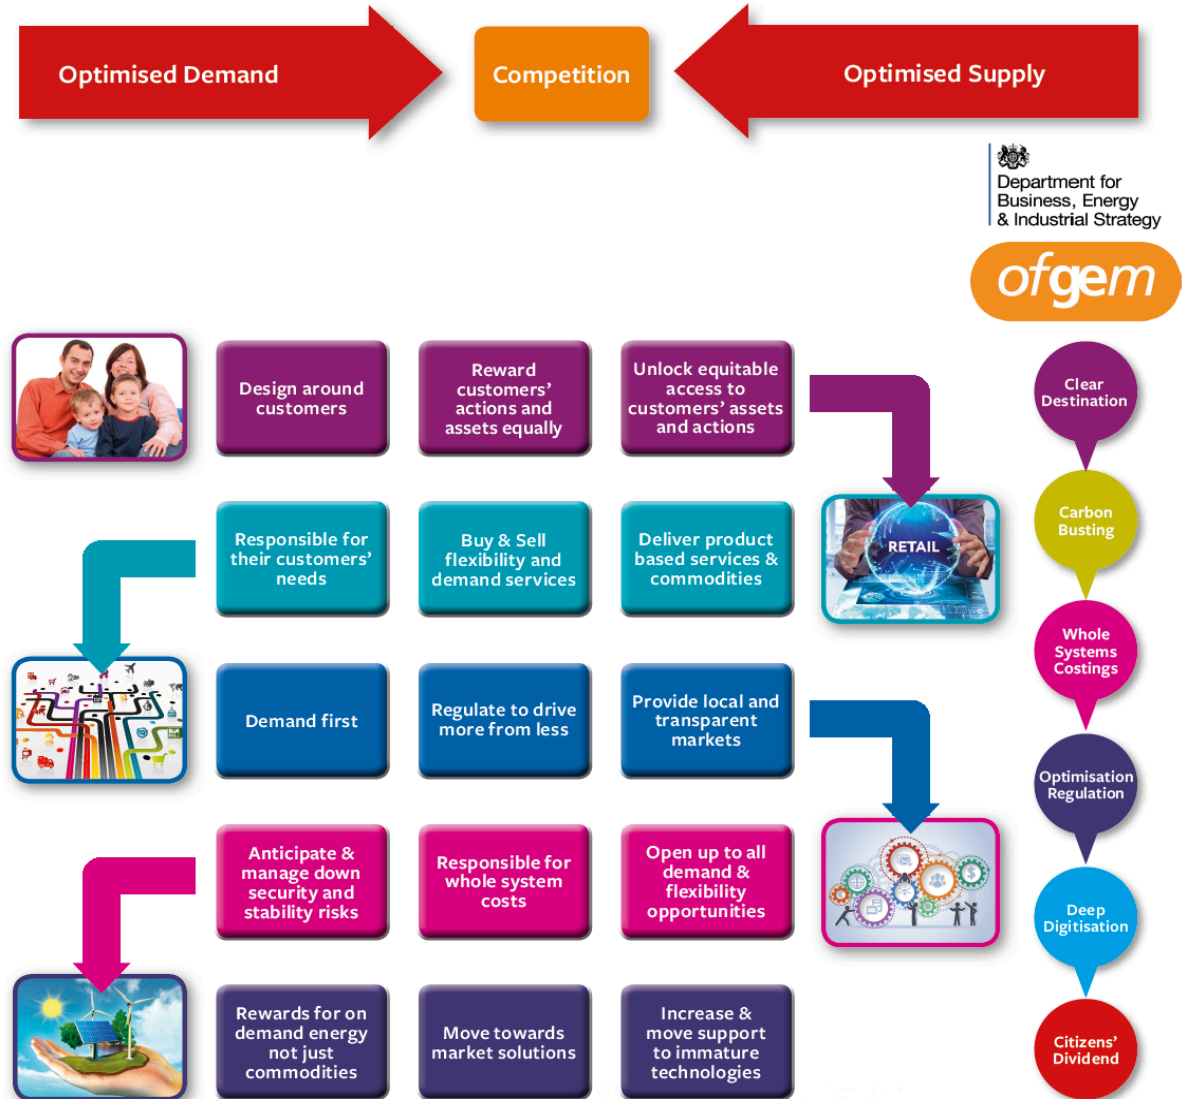 Optimised Demand
Competition
Optimised Supply
Department for
Business, Energy
& Industrial Strategy
ofgem
Design around
customers
Reward
customers’
actions and
assets equally
Unlock equitable
access to
customers’ assets
and actions
Responsible for
their customers’
needs
Buy & Sell
flexibility and
demand services
Deliver product
based services &
commodities
RETAIL
Demand first
Regulate to drive
more from less
Provide local and
transparent
markets
Anticipate &
manage down
security and
stability risks
Responsible for
whole system
costs
Open up to all
demand &
flexibility
opportunities
Rewards for on
demand energy
not just
commodities
Move towards
market solutions
Increase &
move support
to immature
technologies
Clear
Destination
Carbon
Busting
Whole
Systems
Costings
Optimisation
Regulation
Deep
Digitisation
Citizens’
Dividend